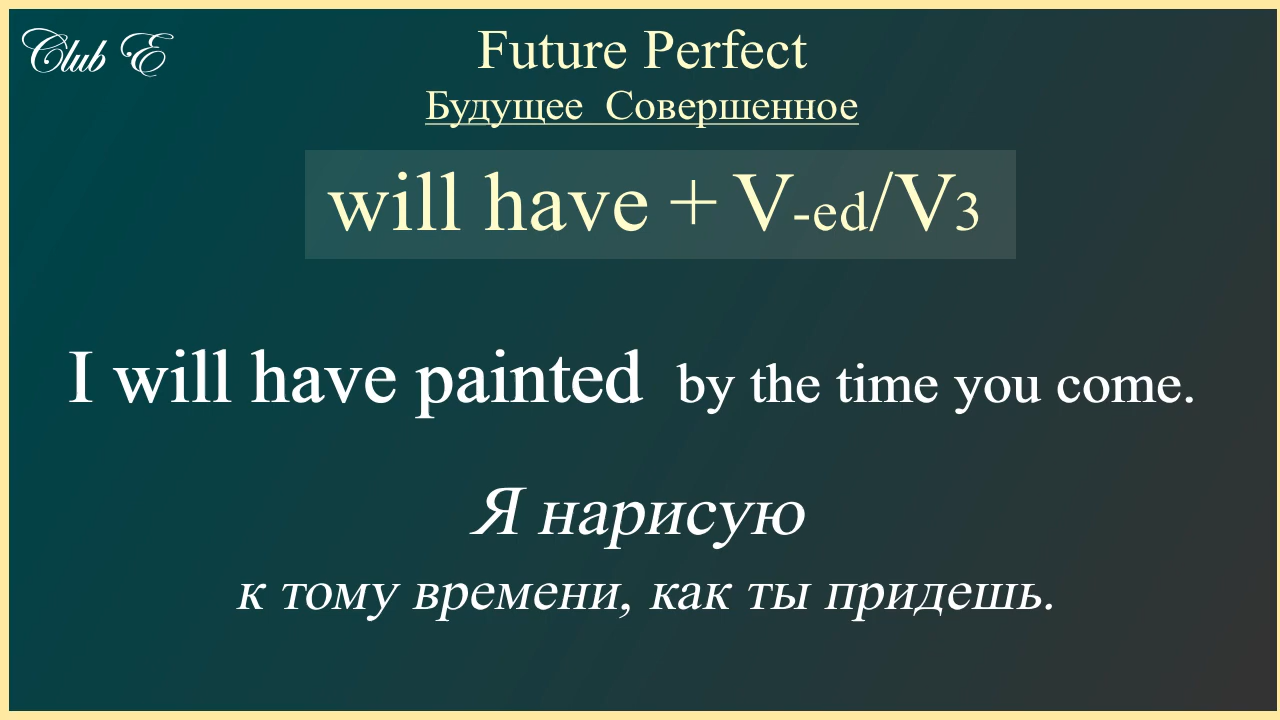 Club E
Future Perfect
Будущее Совершенное
will have + V-ed/V3
I will have painted by the time you come.
Я нарисую
к тому времени, как ты придешь.